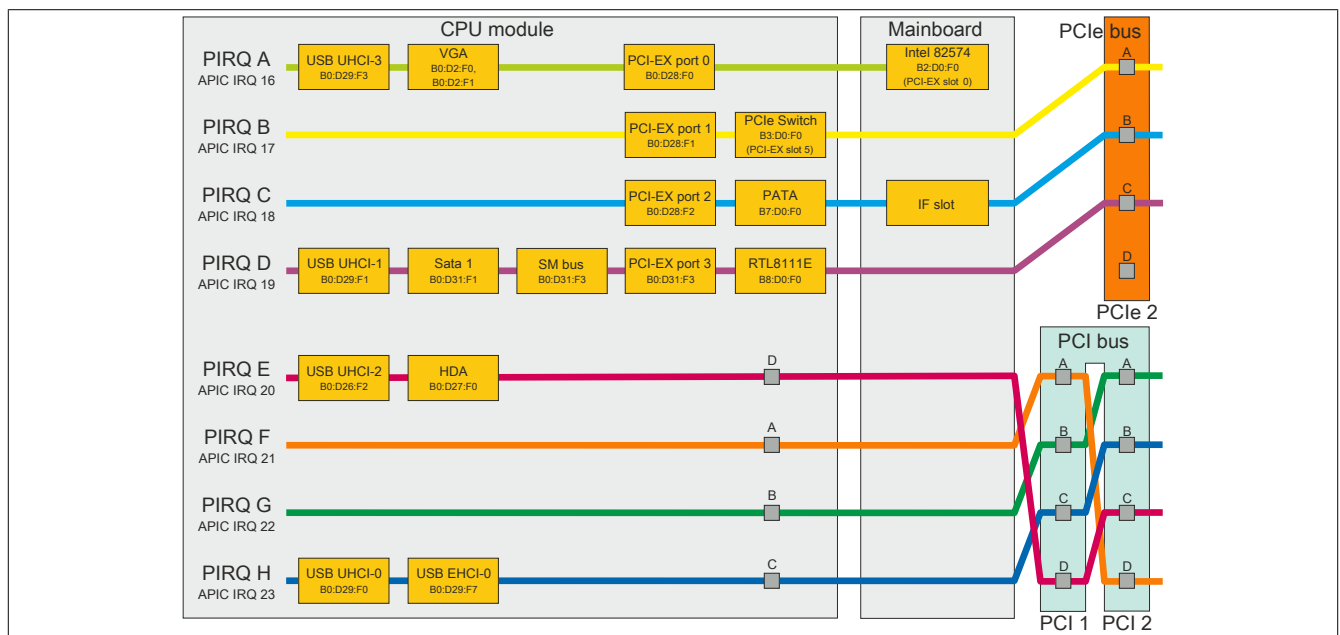 CPU module
Mainboard
PCIe bus
PIRQ A
APIC IRQ 16
USB UHCI-3
B0:D29:F3
VGA
B0:D2:F0,
B0:D2:F1
PCI-EX port 0
B0:D28:F0
Intel 82574
B2:D0:F0
(PCI-EX slot 0)
A
PIRQ B
APIC IRQ 17
PCI-EX port 1
B0:D28:F1
PCIe Switch
B3:D0:F0
(PCI-EX slot 5)
B
PIRQ C
APIC IRQ 18
PCI-EX port 2
B0:D28:F2
PATA
B7:D0:F0
IF slot
C
PIRQ D
APIC IRQ 19
USB UHCI-1
B0:D29:F1
Sata 1
B0:D31:F1
SM bus
B0:D31:F3
PCI-EX port 3
B0:D31:F3
RTL8111E
B8:D0:F0
D
PCIe 2
PCI bus
PIRQ E
APIC IRQ 20
USB UHCI-2
B0:D26:F2
HDA
B0:D27:F0
D
A
A
PIRQ F
APIC IRQ 21
A
B
B
PIRQ G
APIC IRQ 22
B
C
C
PIRQ H
APIC IRQ 23
USB UHCI-0
B0:D29:F0
USB EHCI-0
B0:D29:F7
C
D
D
PCI 1
PCI 2